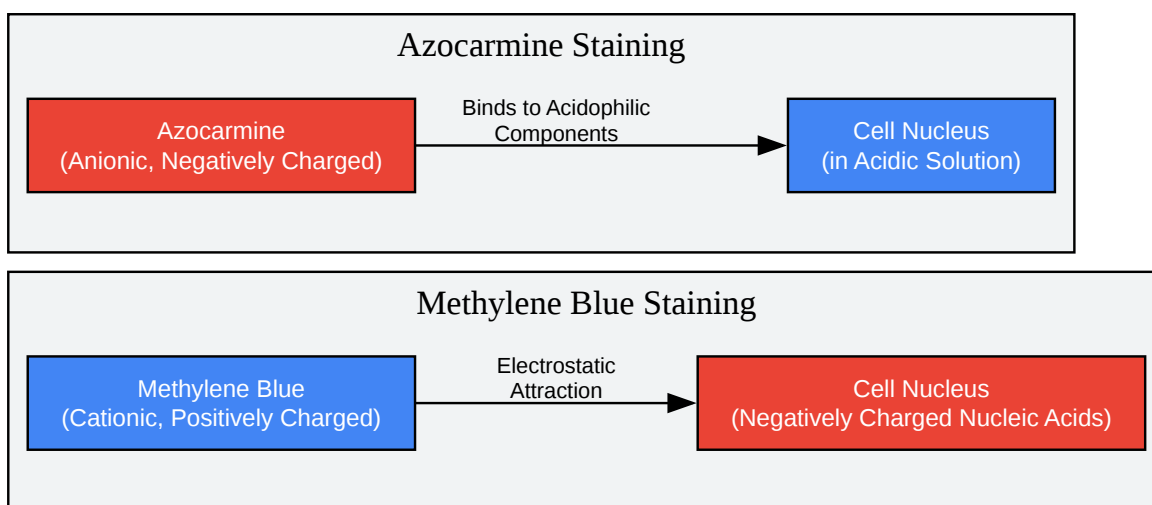 Azocarmine Staining
Azocarmine
(Anionic, Negatively Charged)
Binds to Acidophilic
Components
Cell Nucleus
(in Acidic Solution)
Methylene Blue Staining
Methylene Blue
(Cationic, Positively Charged)
Electrostatic
Attraction
Cell Nucleus
(Negatively Charged Nucleic Acids)